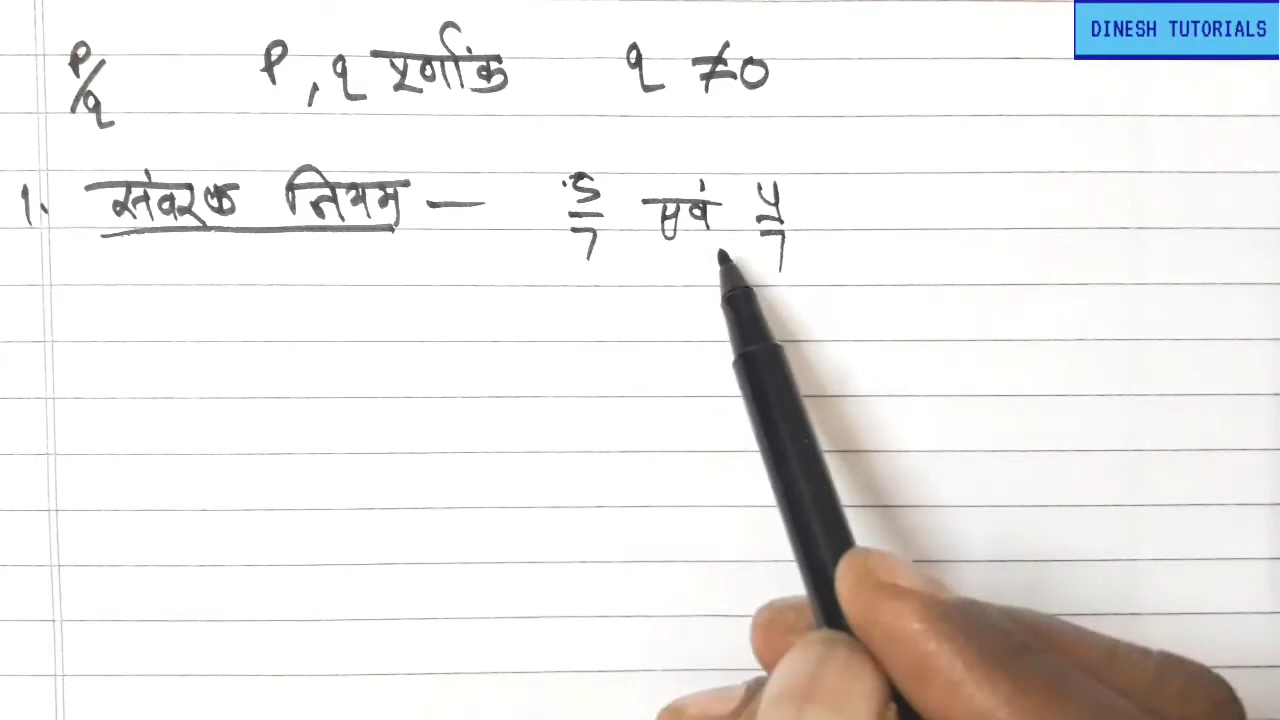 DINESH TUTORIALS
P/q P, q पूर्णांक q ≠0
1. संवरक नियम — 5/7 एवं 4/7